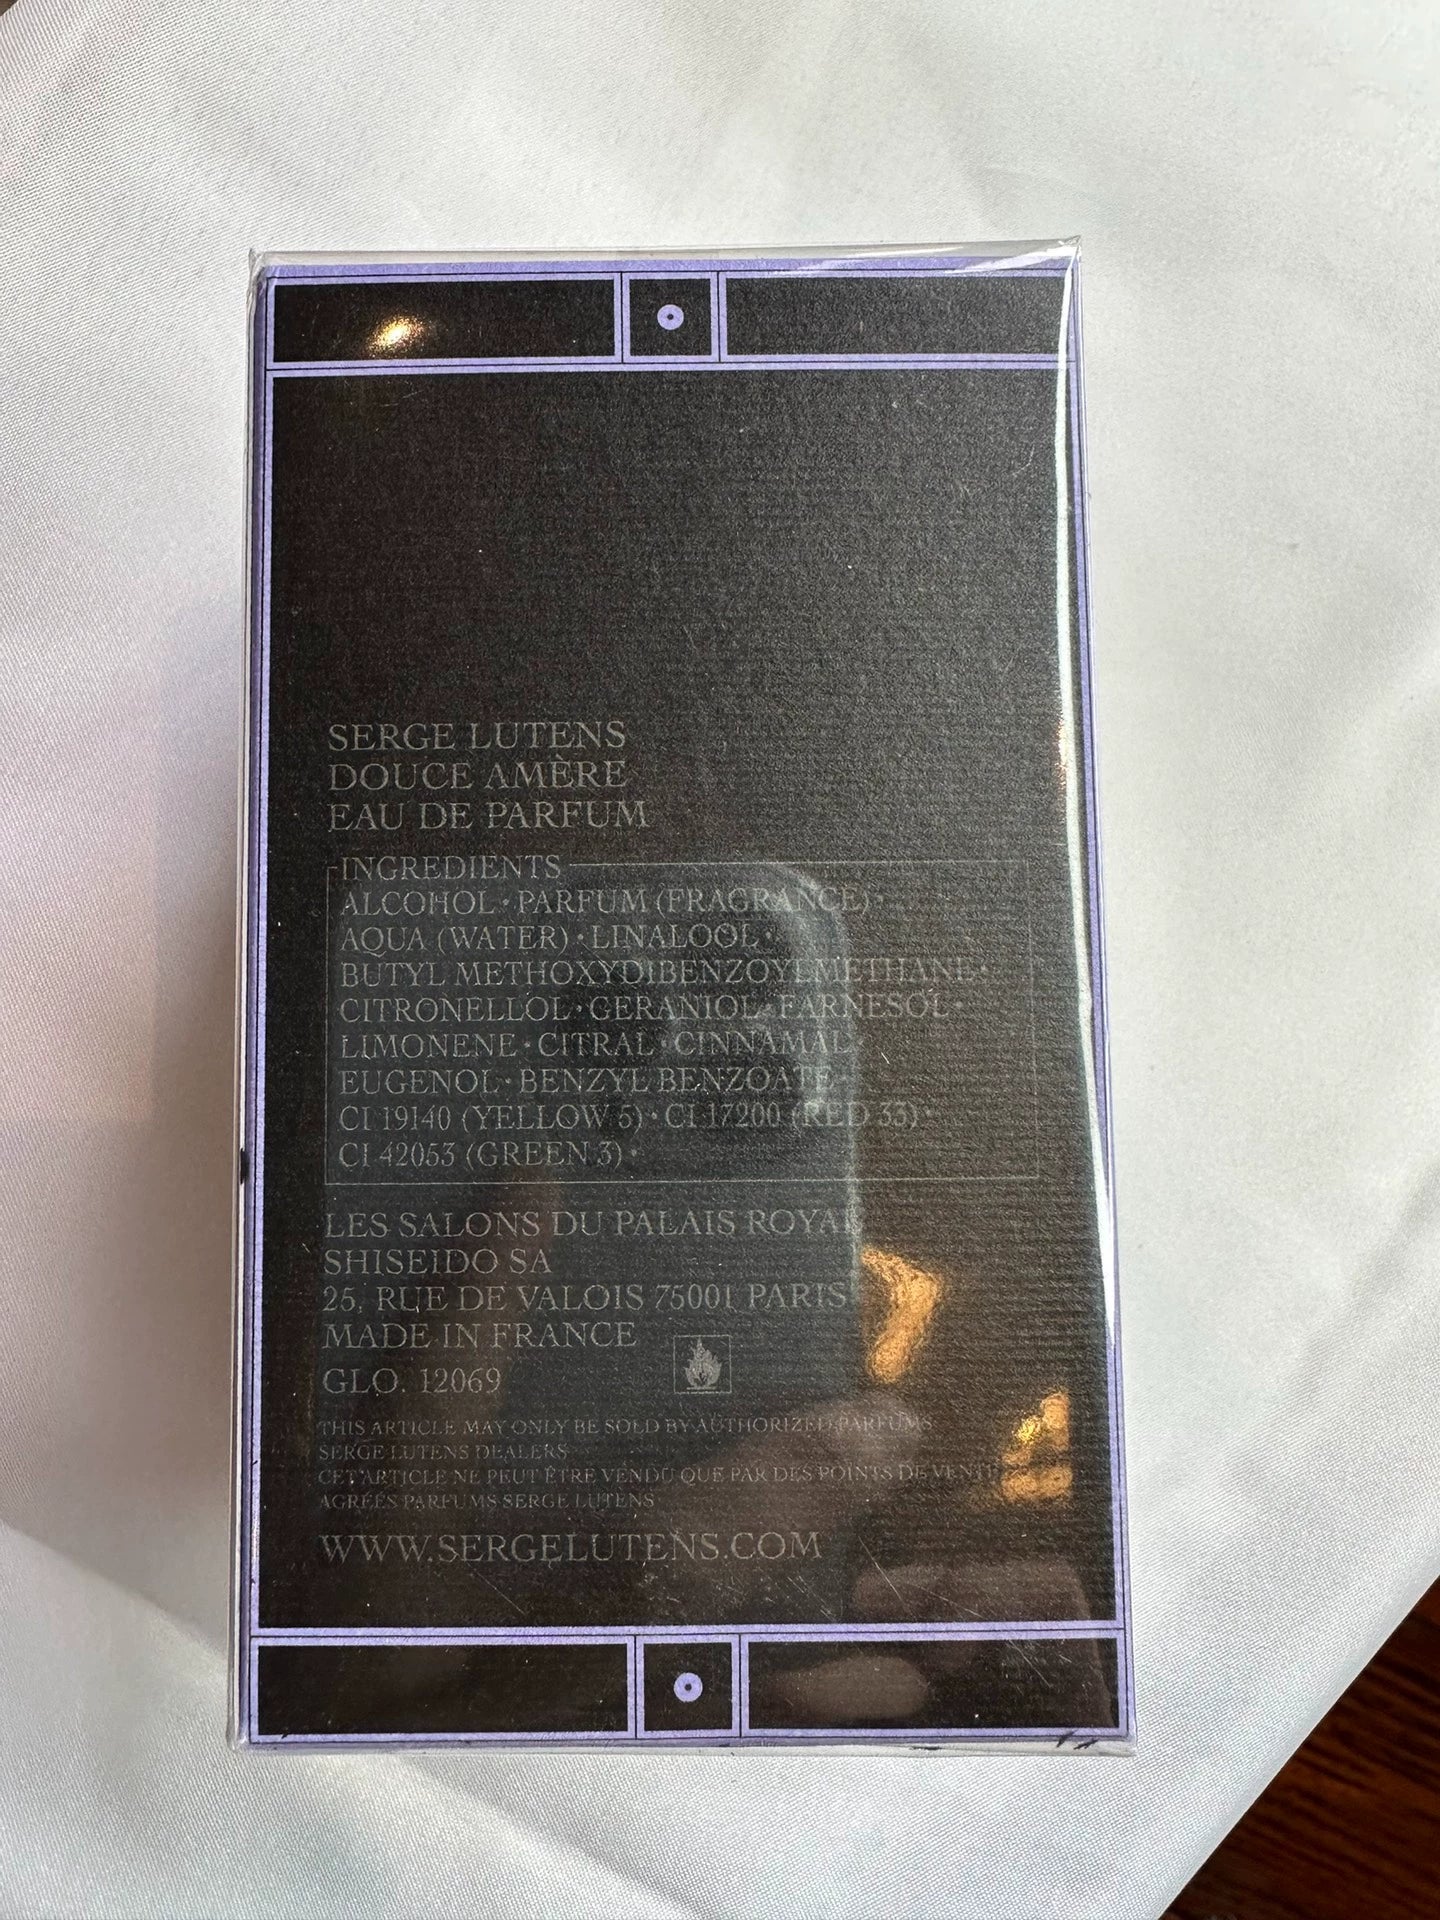 SERGE LUTENS
DOUCE AMÈRE
EAU DE PARFUM
INGREDIENTS
ALCOHOL • PARFUM (FRAGRANCE) •
AQUA (WATER) • LINALOOL •
BUTYL METHOXYDIBENZOYLMETHANE •
CITRONELLOL • GERANIOL • FARNESOL •
LIMONENE • CITRAL • CINNAMAL
EUGENOL • BENZYL BENZOATE •
CI 19140 (YELLOW 5) • CI 17200 (RED 33) •
CI 42053 (GREEN 3) •
LES SALONS DU PALAIS ROYAL
SHISEIDO SA
25, RUE DE VALOIS 75001 PARIS
MADE IN FRANCE
GLO. 12069
THIS ARTICLE MAY ONLY BE SOLD BY AUTHORIZED PARFUMS
SERGE LUTENS DEALERS
CET ARTICLE NE PEUT ÊTRE VENDU QUE PAR DES POINTS DE VENTE
AGRÉÉS PARFUMS SERGE LUTENS
WWW.SERGELUTENS.COM